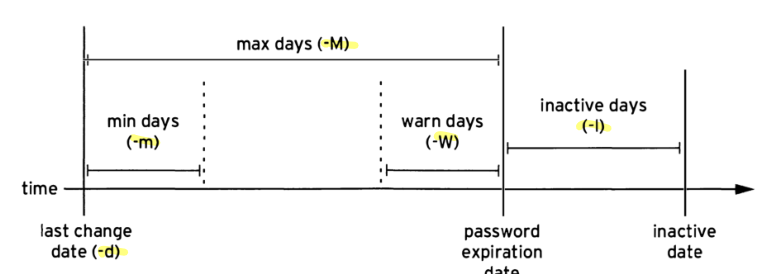 max days (-M)
min days
(-m)
warn days
(-W)
inactive days
(-I)
time
last change
date (-d)
password
expiration
date
inactive
date